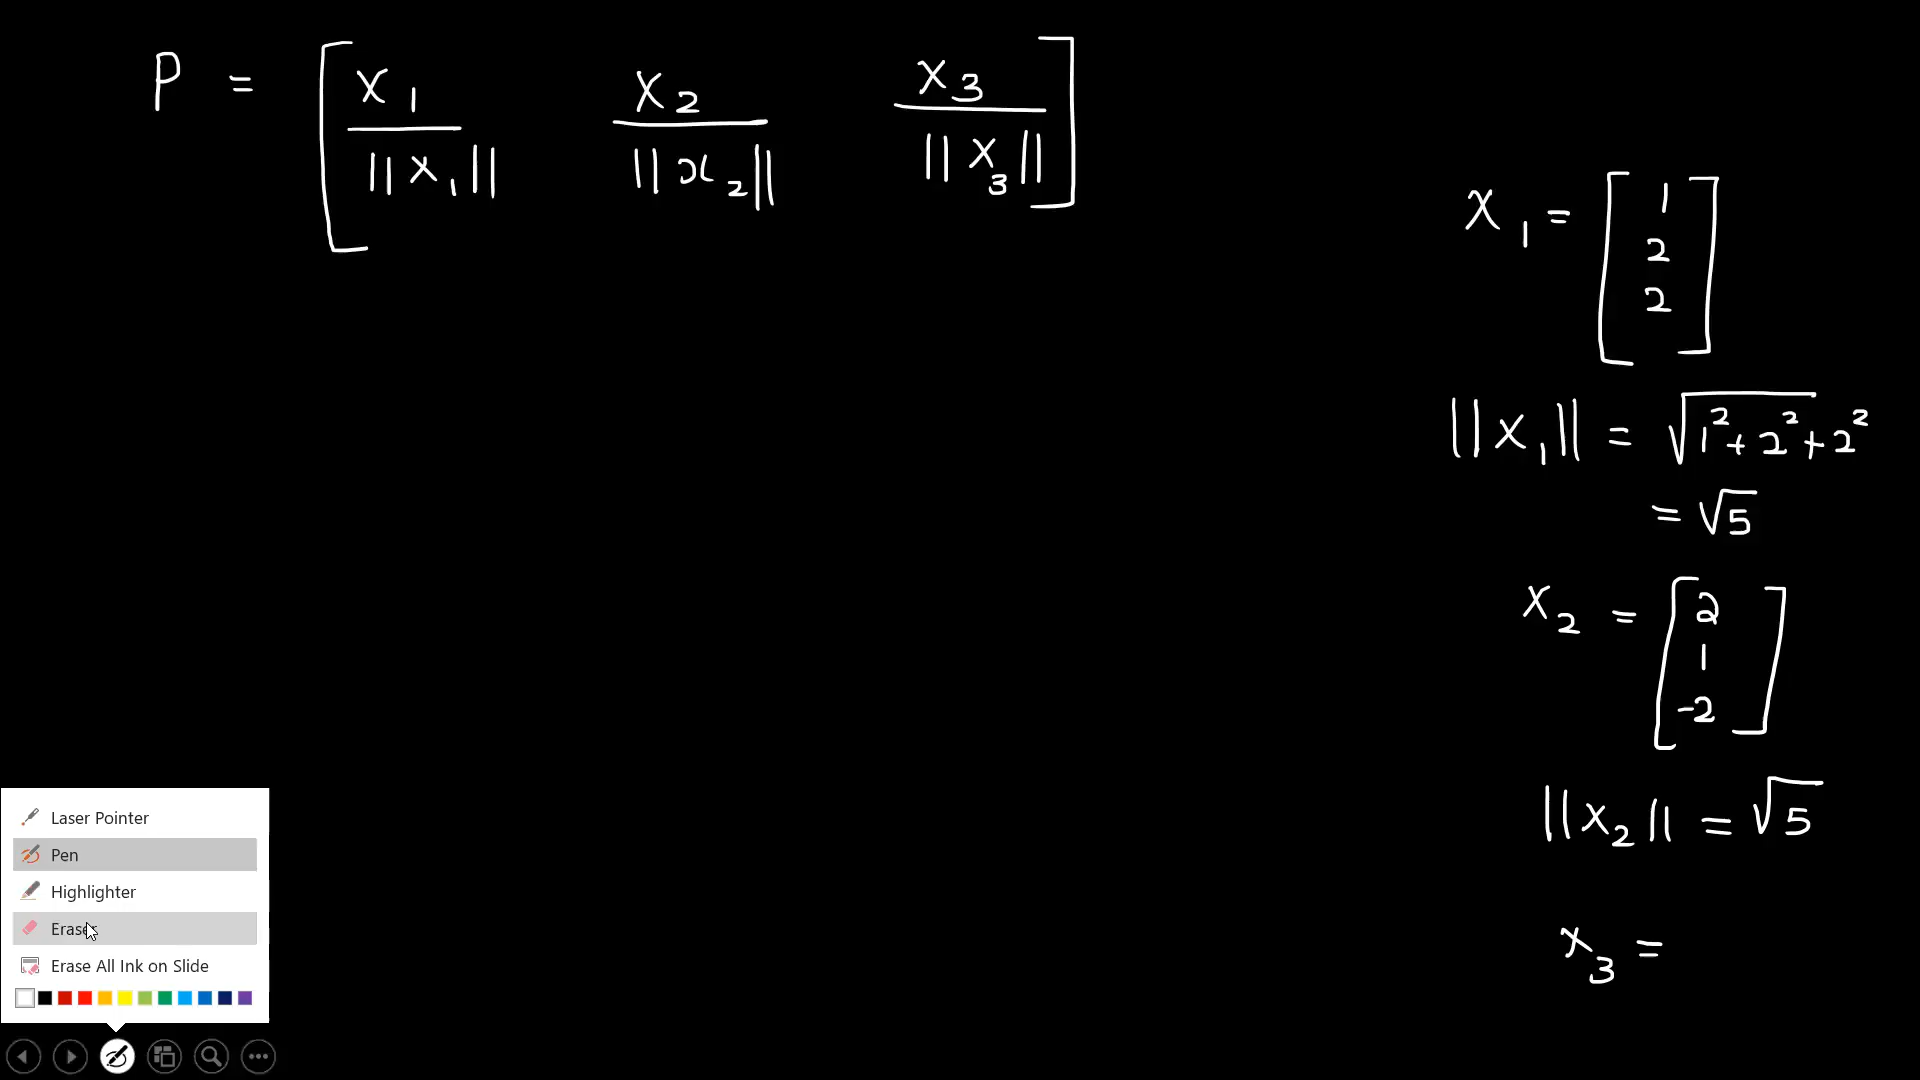 P = [ x₁/||x₁|| x₂/||x₂|| x₃/||x₃|| ]
x₁ = [ 1
2
2 ]
||x₁|| = √1² + 2² + 2²
= √5
x₂ = [ 2
1
-2 ]
||x₂|| = √5
x₃ =
Laser Pointer
Pen
Highlighter
Eraser
Erase All Ink on Slide